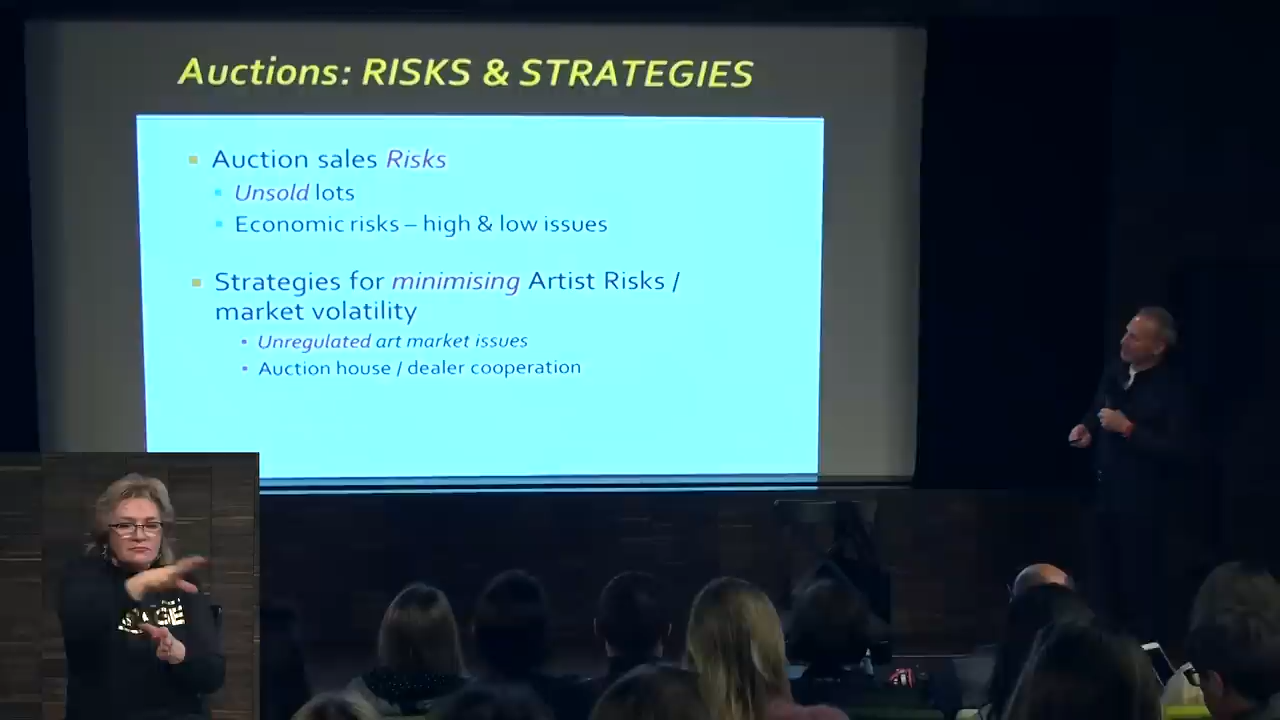 Auctions: RISKS & STRATEGIES
Auction sales Risks
Unsold lots
Economic risks – high & low issues
Strategies for minimising Artist Risks /
market volatility
Unregulated art market issues
Auction house / dealer cooperation